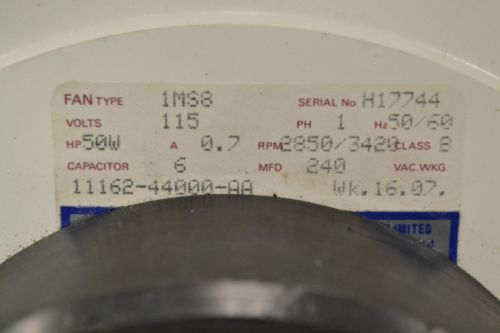 FAN TYPE 1MS8 SERIAL No H17744
VOLTS 115 PH 1 Hz 50/60
HP 50W A 0.7 RPM 2850/3420 CLASS B
CAPACITOR 6 MFD 240 VAC WKG.
11162-44000-AA Wk.16.07.
LIMITED